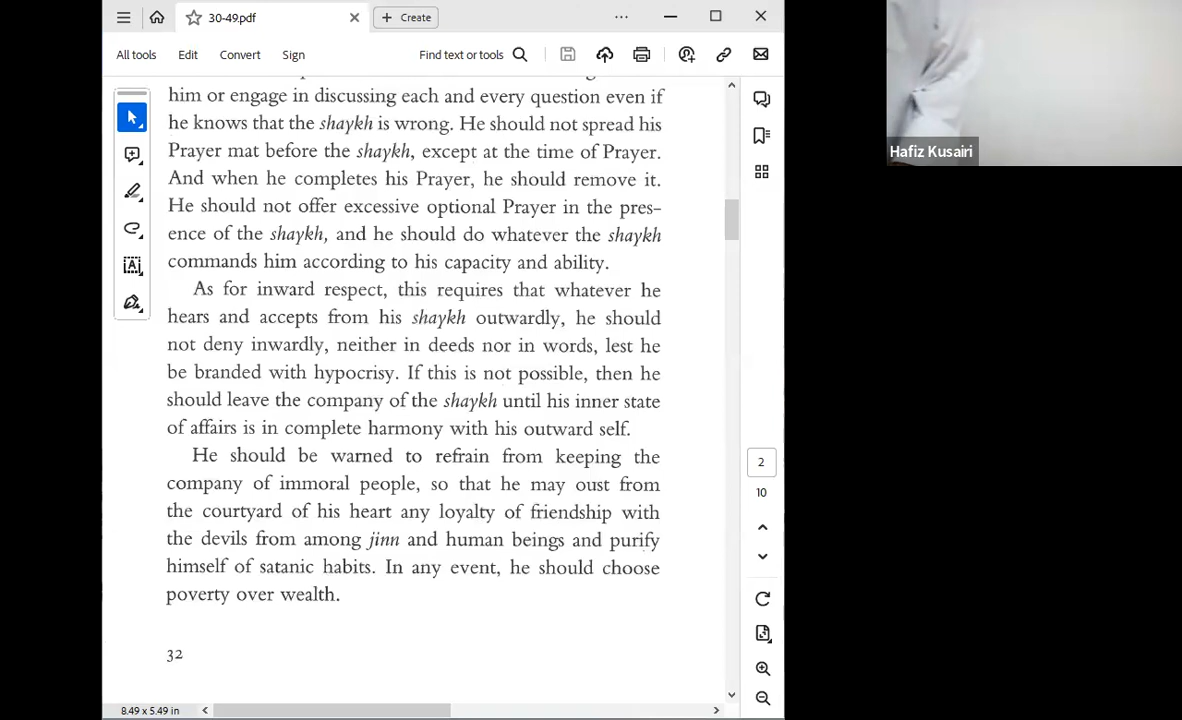 30-49.pdf
Create
All tools
Edit
Convert
Sign
Find text or tools
him or engage in discussing each and every question even if
he knows that the shaykh is wrong. He should not spread his
Prayer mat before the shaykh, except at the time of Prayer.
And when he completes his Prayer, he should remove it.
He should not offer excessive optional Prayer in the pres-
ence of the shaykh, and he should do whatever the shaykh
commands him according to his capacity and ability.
As for inward respect, this requires that whatever he
hears and accepts from his shaykh outwardly, he should
not deny inwardly, neither in deeds nor in words, lest he
be branded with hypocrisy. If this is not possible, then he
should leave the company of the shaykh until his inner state
of affairs is in complete harmony with his outward self.
He should be warned to refrain from keeping the
company of immoral people, so that he may oust from
the courtyard of his heart any loyalty of friendship with
the devils from among jinn and human beings and purify
himself of satanic habits. In any event, he should choose
poverty over wealth.
32
8.49 x 5.49 in
2
10
Hafiz Kusairi